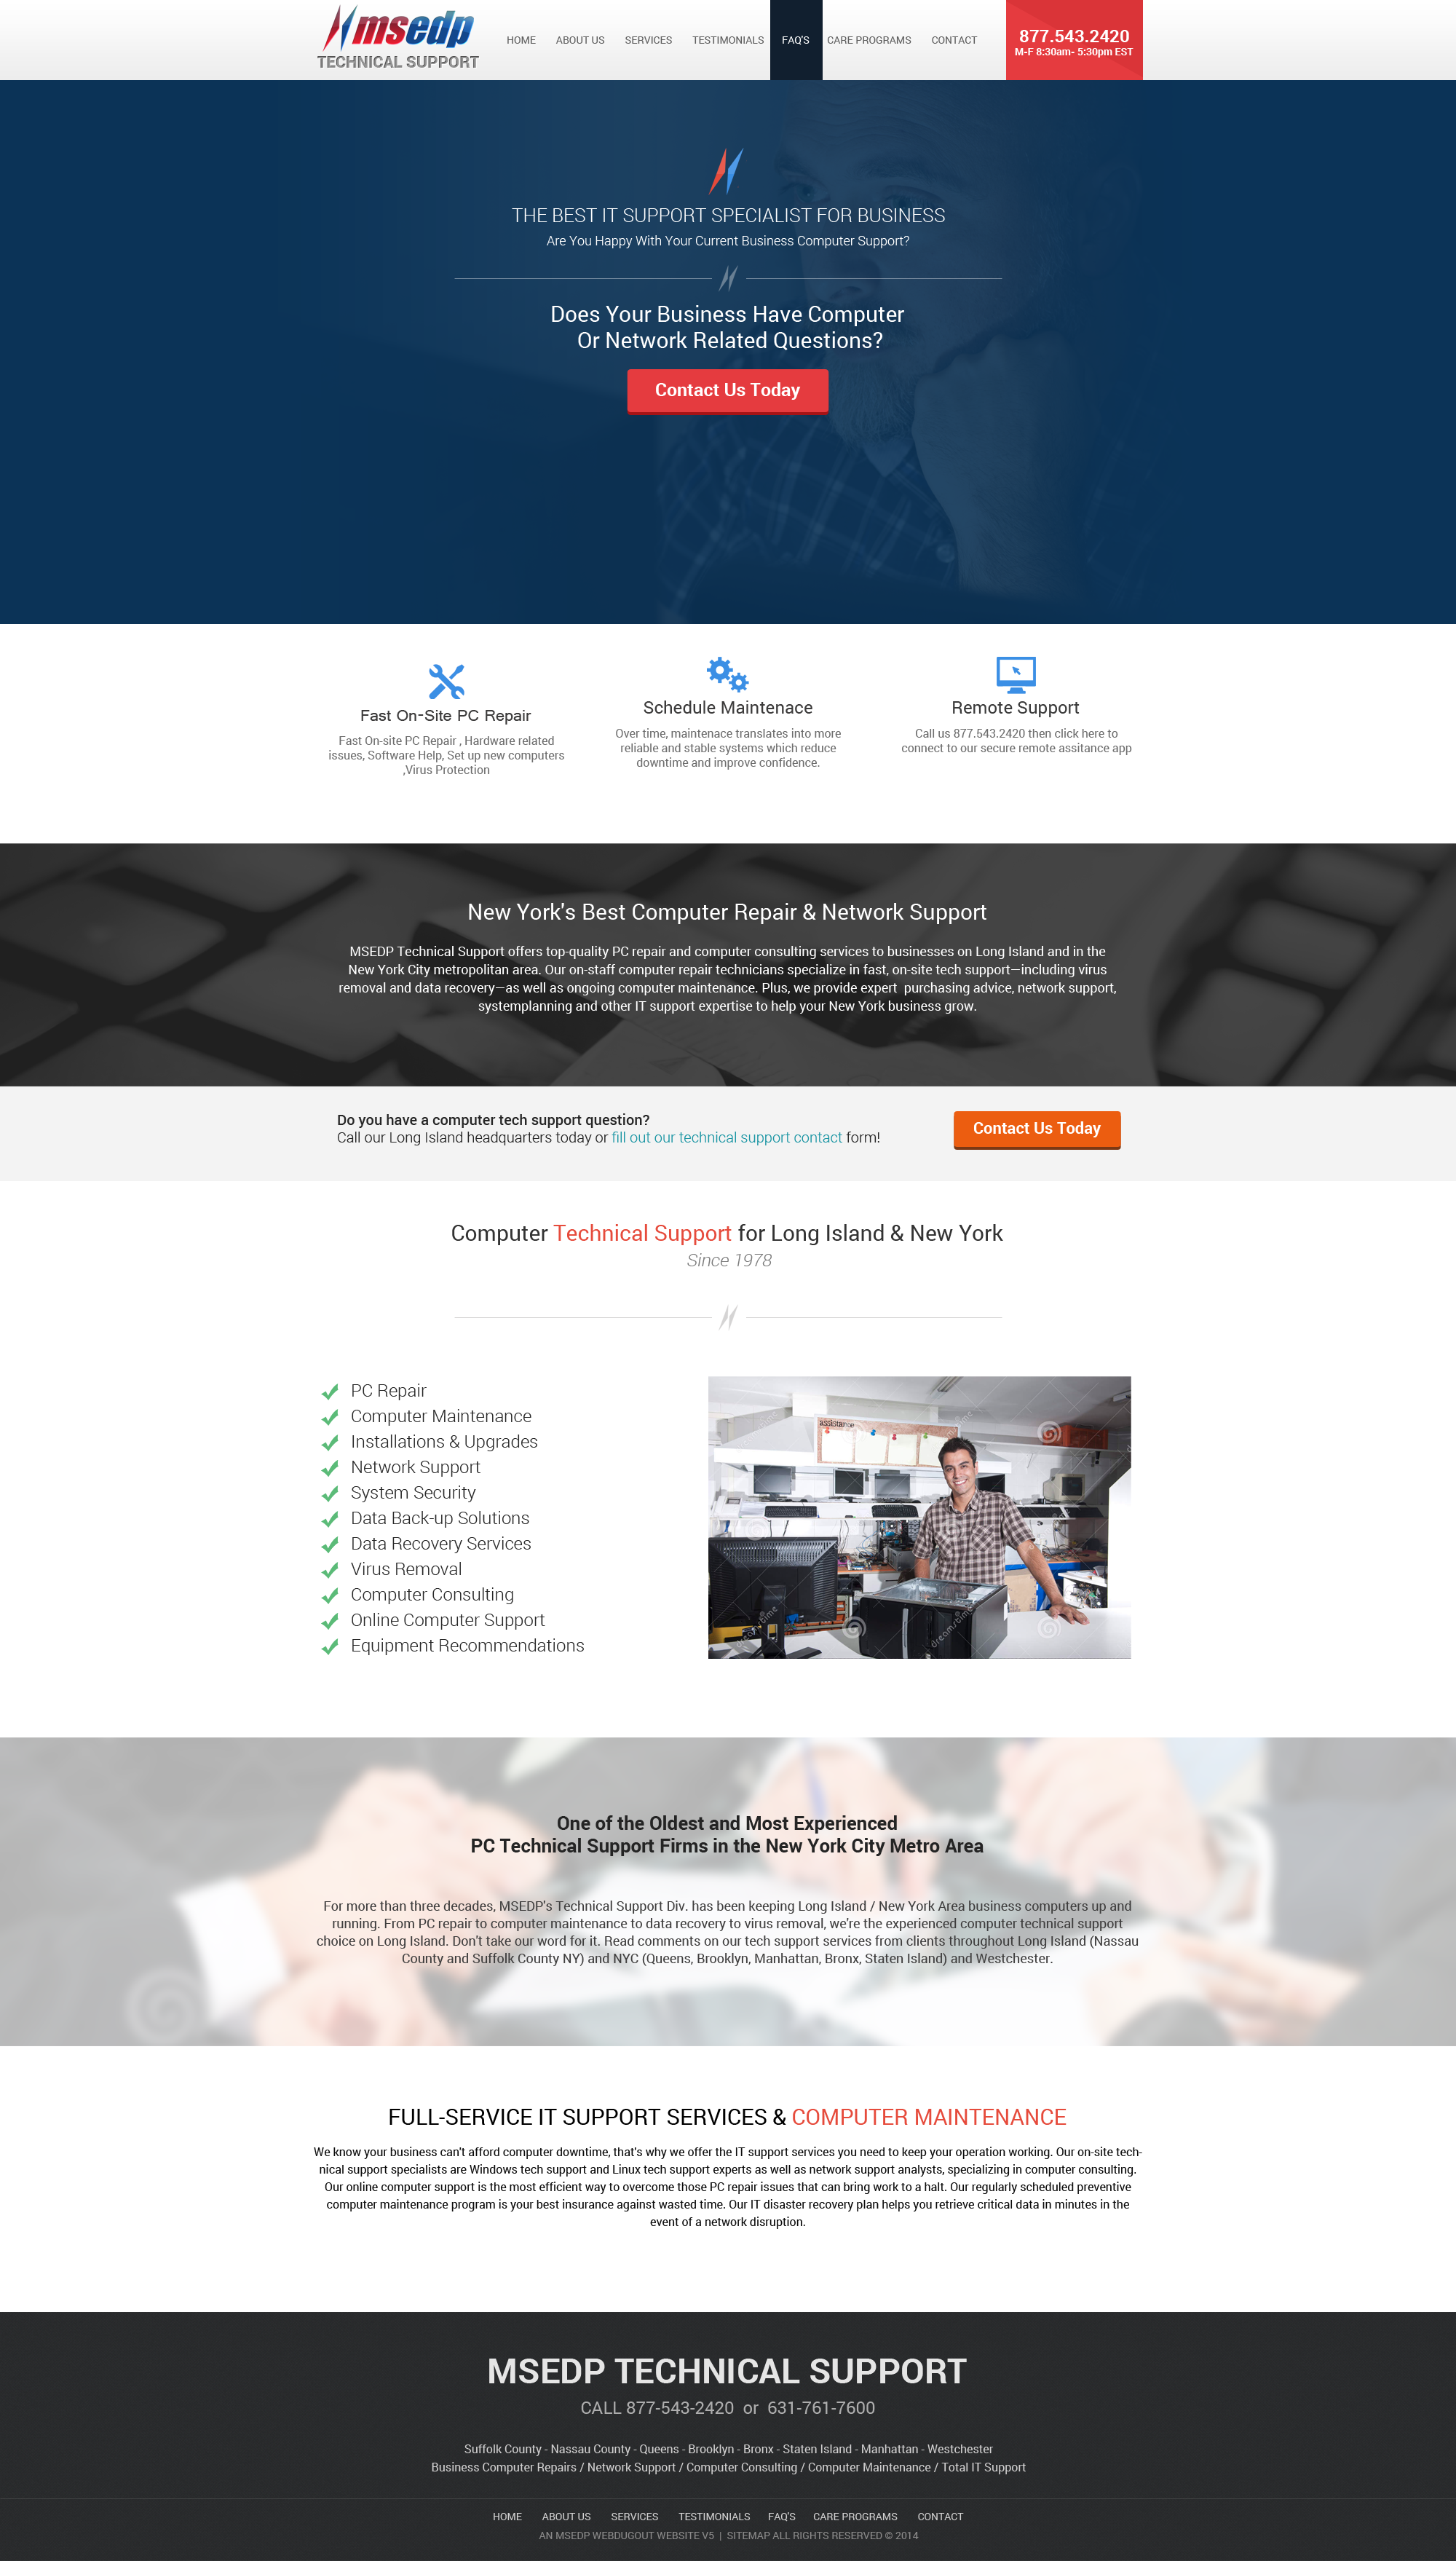 msedp
TECHNICAL SUPPORT
HOME ABOUT US SERVICES TESTIMONIALS FAQ'S CARE PROGRAMS CONTACT
877.543.2420
M-F 8:30am- 5:30pm EST
THE BEST IT SUPPORT SPECIALIST FOR BUSINESS
Are You Happy With Your Current Business Computer Support?
Does Your Business Have Computer
Or Network Related Questions?
Contact Us Today
Fast On-Site PC Repair
Fast On-site PC Repair , Hardware related
issues, Software Help, Set up new computers
,Virus Protection
Schedule Maintenace
Over time, maintenace translates into more
reliable and stable systems which reduce
downtime and improve confidence.
Remote Support
Call us 877.543.2420 then click here to
connect to our secure remote assitance app
New York's Best Computer Repair & Network Support
MSEDP Technical Support offers top-quality PC repair and computer consulting services to businesses on Long Island and in the
New York City metropolitan area. Our on-staff computer repair technicians specialize in fast, on-site tech support—including virus
removal and data recovery—as well as ongoing computer maintenance. Plus, we provide expert purchasing advice, network support,
systemplanning and other IT support expertise to help your New York business grow.
Do you have a computer tech support question?
Call our Long Island headquarters today or fill out our technical support contact form!
Contact Us Today
Computer Technical Support for Long Island & New York
Since 1978
PC Repair
Computer Maintenance
Installations & Upgrades
Network Support
System Security
Data Back-up Solutions
Data Recovery Services
Virus Removal
Computer Consulting
Online Computer Support
Equipment Recommendations
assistance
dreamstime
dreamstime
One of the Oldest and Most Experienced
PC Technical Support Firms in the New York City Metro Area
For more than three decades, MSEDP's Technical Support Div. has been keeping Long Island / New York Area business computers up and
running. From PC repair to computer maintenance to data recovery to virus removal, we're the experienced computer technical support
choice on Long Island. Don't take our word for it. Read comments on our tech support services from clients throughout Long Island (Nassau
County and Suffolk County NY) and NYC (Queens, Brooklyn, Manhattan, Bronx, Staten Island) and Westchester.
FULL-SERVICE IT SUPPORT SERVICES & COMPUTER MAINTENANCE
We know your business can't afford computer downtime, that's why we offer the IT support services you need to keep your operation working. Our on-site tech-
nical support specialists are Windows tech support and Linux tech support experts as well as network support analysts, specializing in computer consulting.
Our online computer support is the most efficient way to overcome those PC repair issues that can bring work to a halt. Our regularly scheduled preventive
computer maintenance program is your best insurance against wasted time. Our IT disaster recovery plan helps you retrieve critical data in minutes in the
event of a network disruption.
MSEDP TECHNICAL SUPPORT
CALL 877-543-2420 or 631-761-7600
Suffolk County - Nassau County - Queens - Brooklyn - Bronx - Staten Island - Manhattan - Westchester
Business Computer Repairs / Network Support / Computer Consulting / Computer Maintenance / Total IT Support
HOME ABOUT US SERVICES TESTIMONIALS FAQ'S CARE PROGRAMS CONTACT
AN MSEDP WEBDUGOUT WEBSITE V5 | SITEMAP ALL RIGHTS RESERVED © 2014